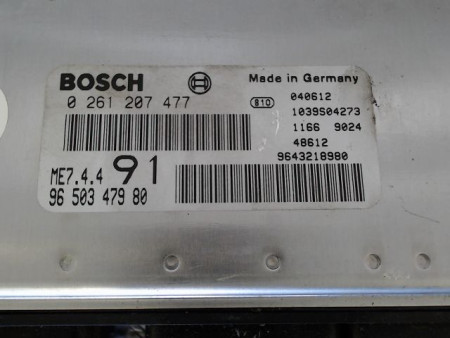 BOSCH
Made in Germany
0 261 207 477
810
040612
1039S04273
1166 9024
48612
9643218980
ME7.4.4 91
96 503 479 80